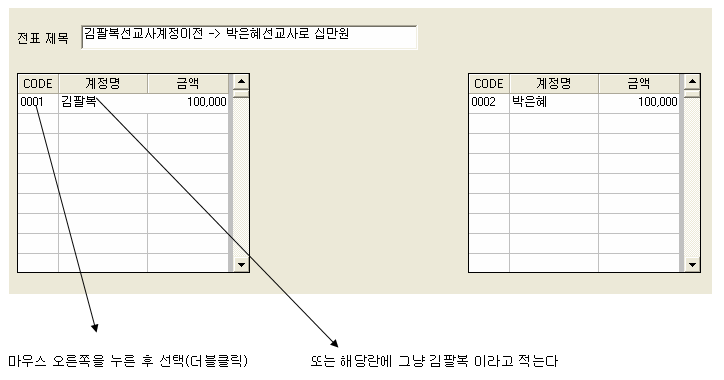 전표 제목 김팔복선교사계정이전 -> 박은혜선교사로 십만원
CODE 계정명 금액
0001 김팔복 100,000
CODE 계정명 금액
0002 박은혜 100,000
마우스 오른쪽을 누른 후 선택(더블클릭)
또는 해당란에 그냥 김팔복 이라고 적는다